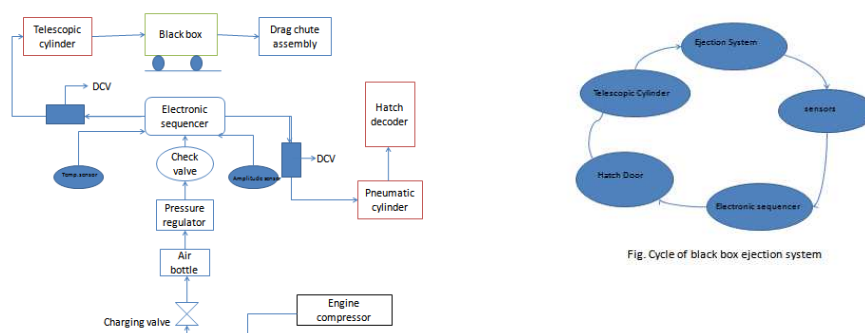 Telescopic
cylinder
Black box
Drag chute
assembly
DCV
Electronic
sequencer
Hatch
decoder
Check
valve
Temp.sensor
Amplitude sensor
DCV
Pressure
regulator
Pneumatic
cylinder
Air
bottle
Charging valve
Engine
compressor
Ejection System
Telescopic Cylinder
sensors
Hatch Door
Electronic sequencer
Fig. Cycle of black box ejection system